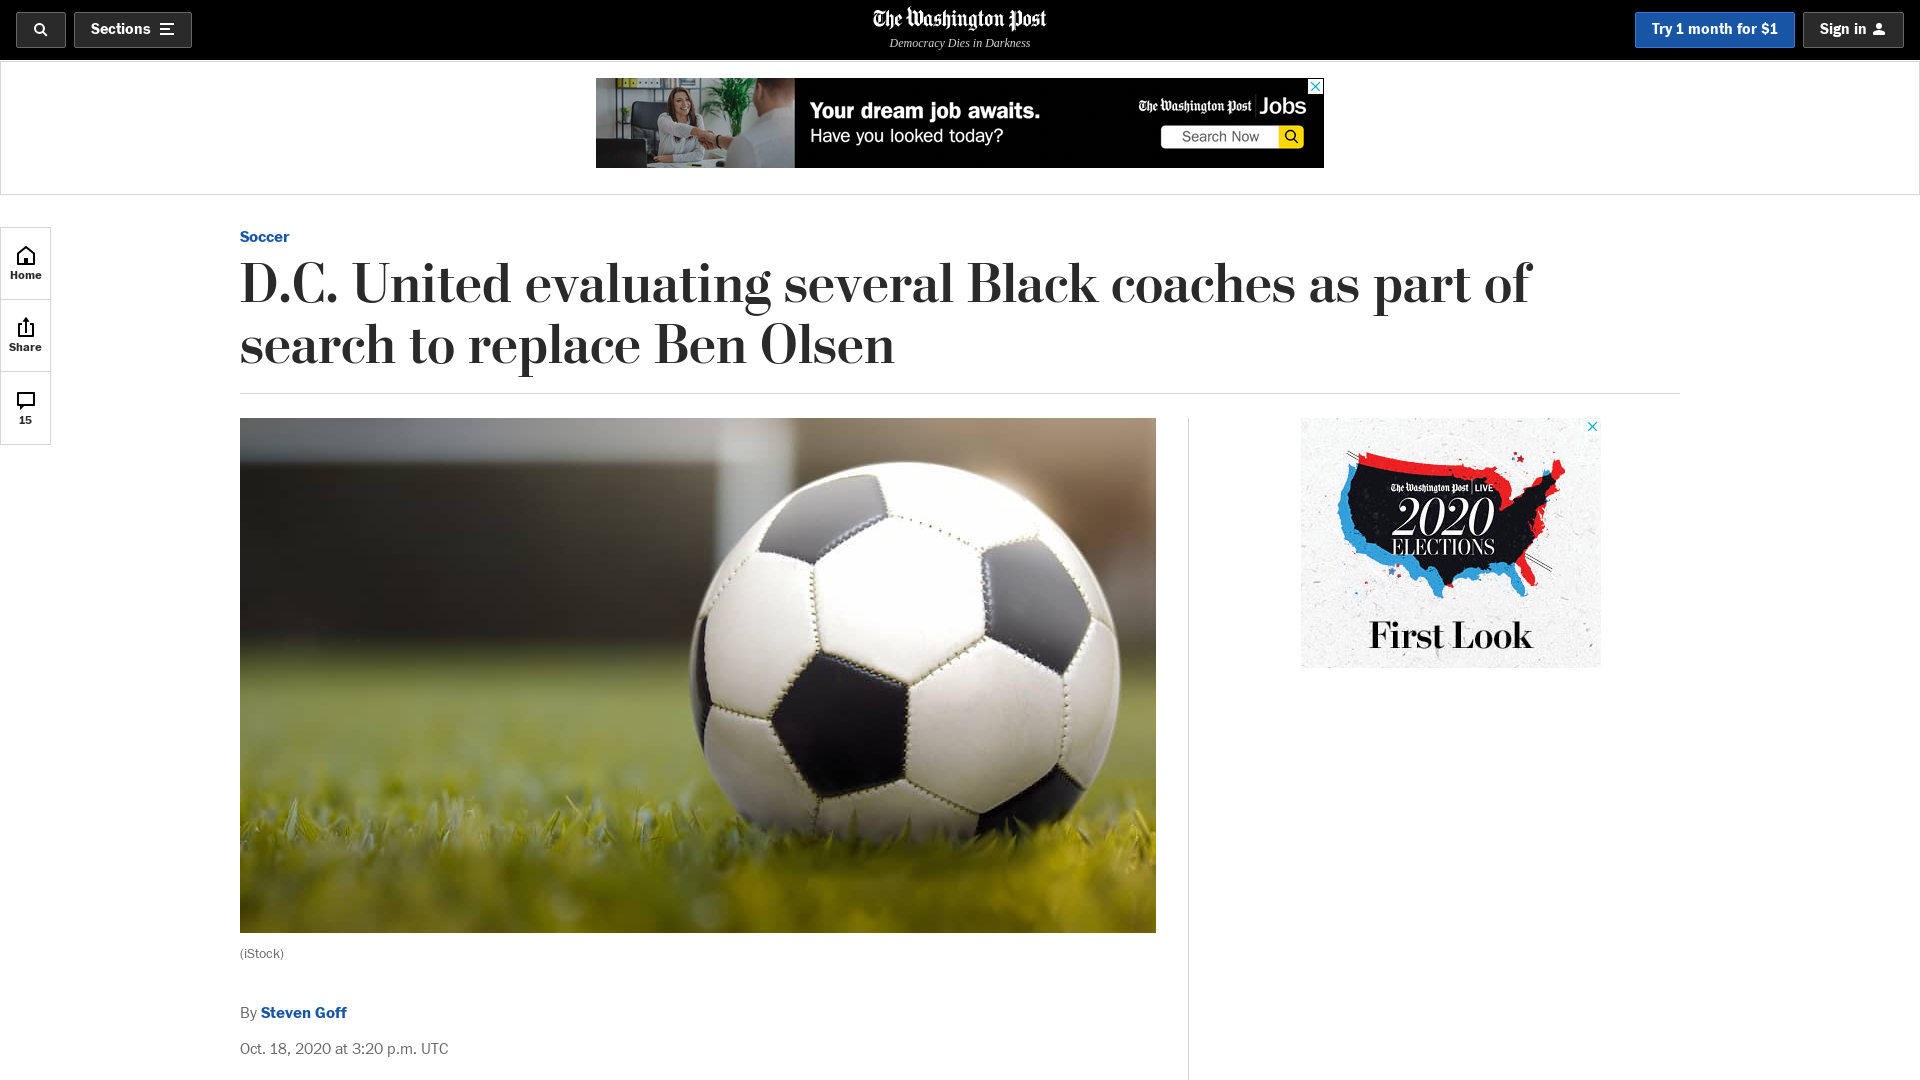 Sections
The Washington Post
Democracy Dies in Darkness
Try 1 month for $1
Sign in
Your dream job awaits.
Have you looked today?
The Washington Post Jobs
Search Now
Home
Share
15
Soccer
D.C. United evaluating several Black coaches as part of
search to replace Ben Olsen
The Washington Post LIVE
2020
ELECTIONS
First Look
(iStock)
By Steven Goff
Oct. 18, 2020 at 3:20 p.m. UTC